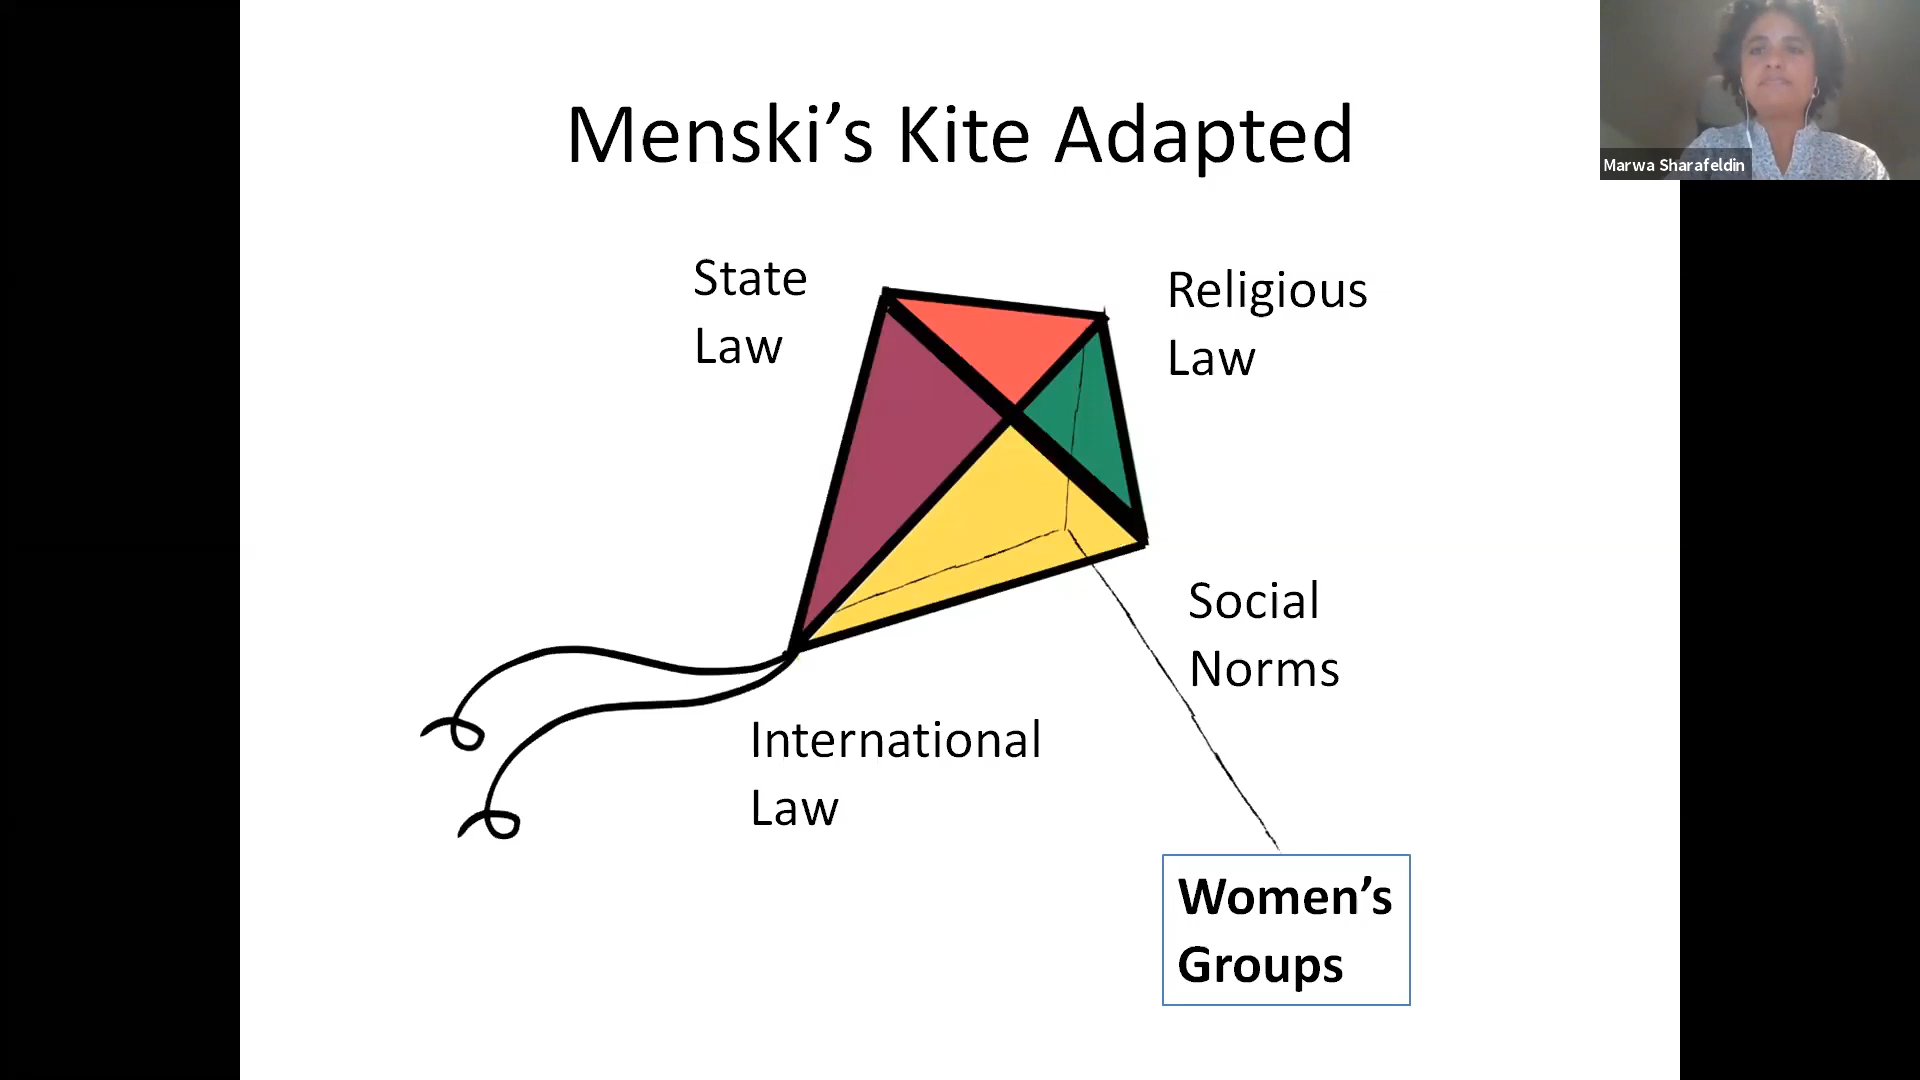 Menski’s Kite Adapted
Marwa Sharafeldin
State
Law
Religious
Law
Social
Norms
International
Law
Women’s
Groups